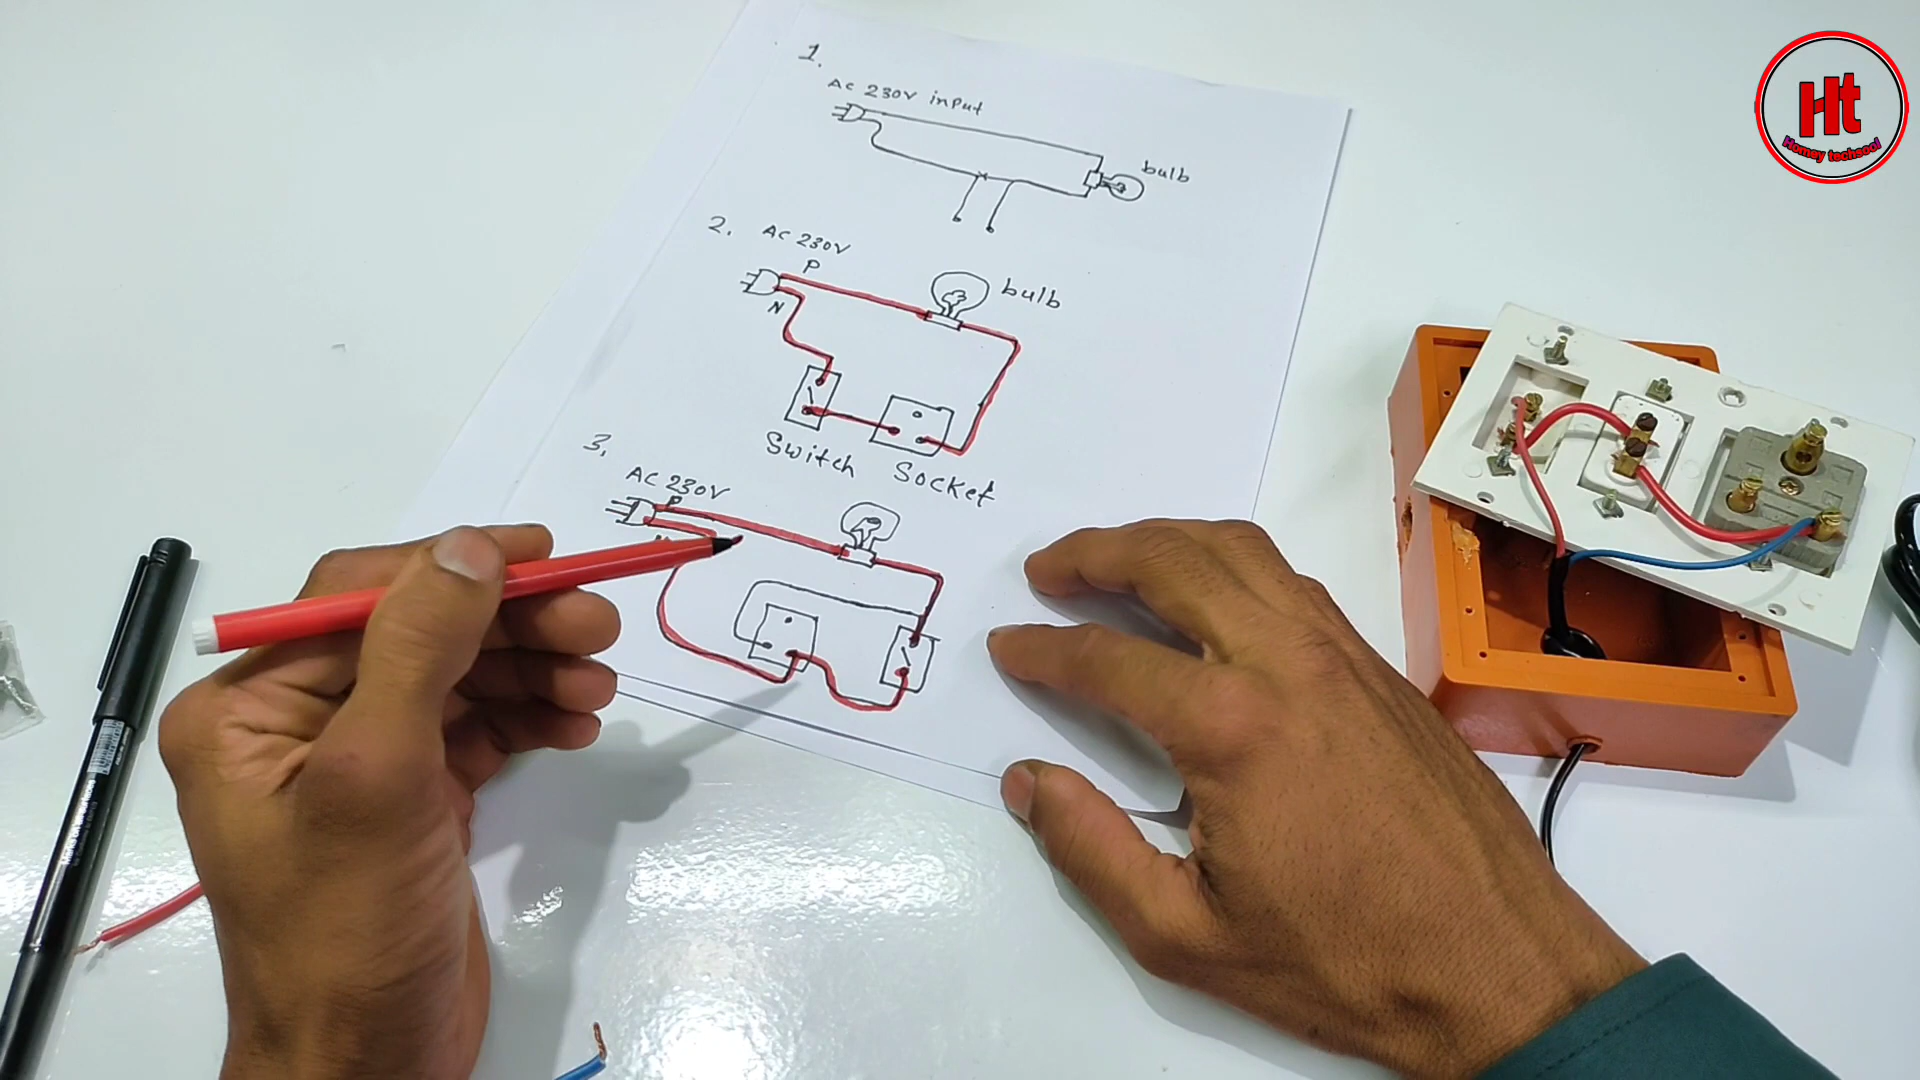 1.
AC 230V input
bulb
2. AC 230V
P
bulb
N
Switch Socket
3.
AC 230V
P
Ht
Homey techsool